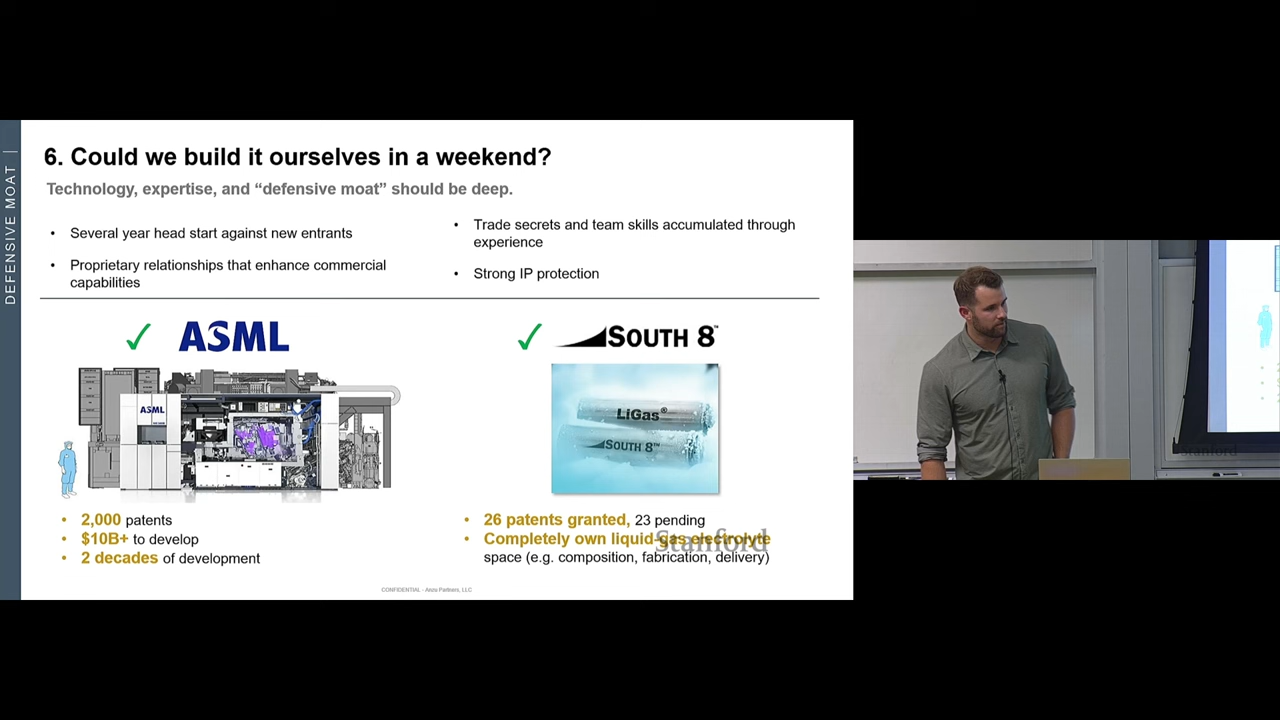 DEFENSIVE MOAT |
6. Could we build it ourselves in a weekend?
Technology, expertise, and “defensive moat” should be deep.
• Several year head start against new entrants
• Proprietary relationships that enhance commercial
capabilities
• Trade secrets and team skills accumulated through
experience
• Strong IP protection
✓ ASML
ASML
• 2,000 patents
• $10B+ to develop
• 2 decades of development
✓ SOUTH 8™
LiGas®
SOUTH 8™
• 26 patents granted, 23 pending
• Completely own liquid-gas electrolyte
space (e.g. composition, fabrication, delivery)
Stanford
CONFIDENTIAL - Anzu Partners, LLC
Stanford